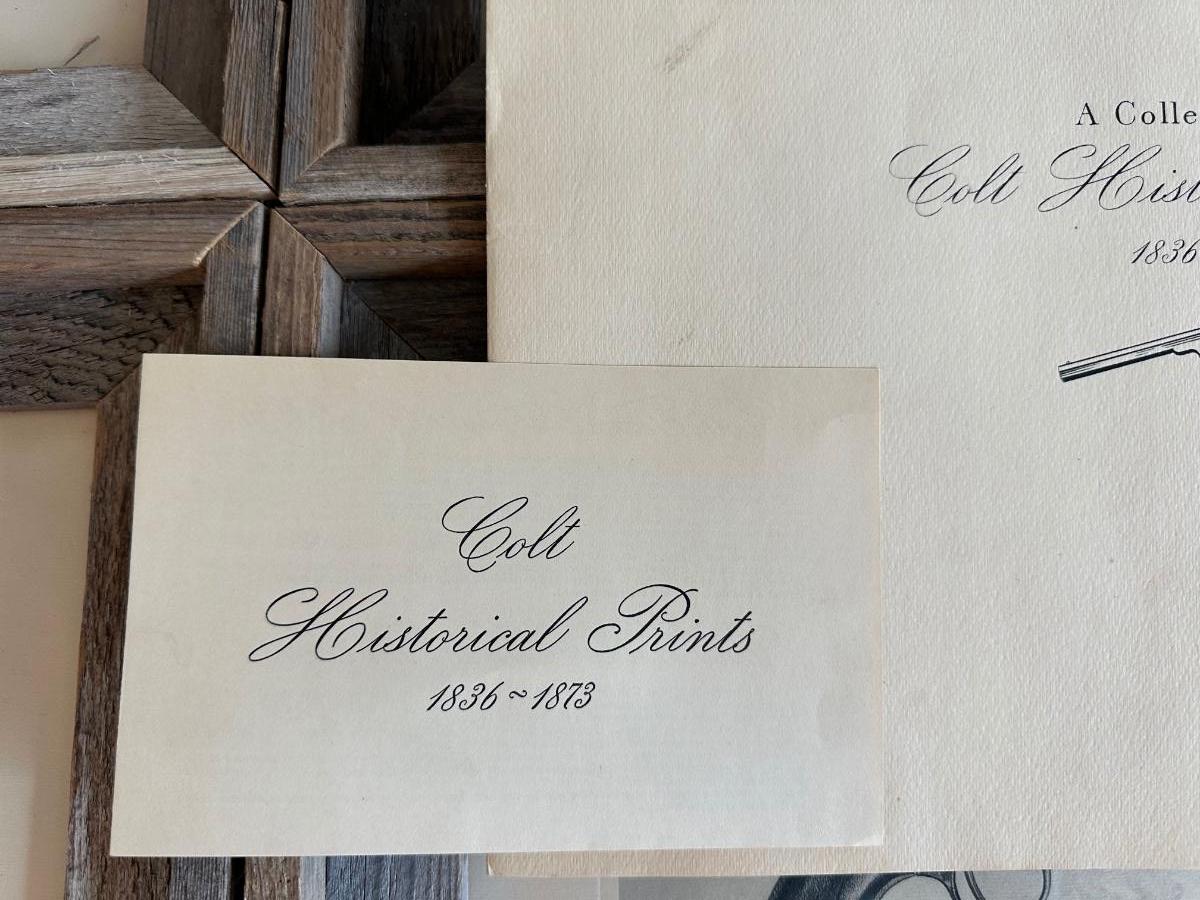 A Colle
Colt Hist
1836
Colt
Historical Prints
1836~1873